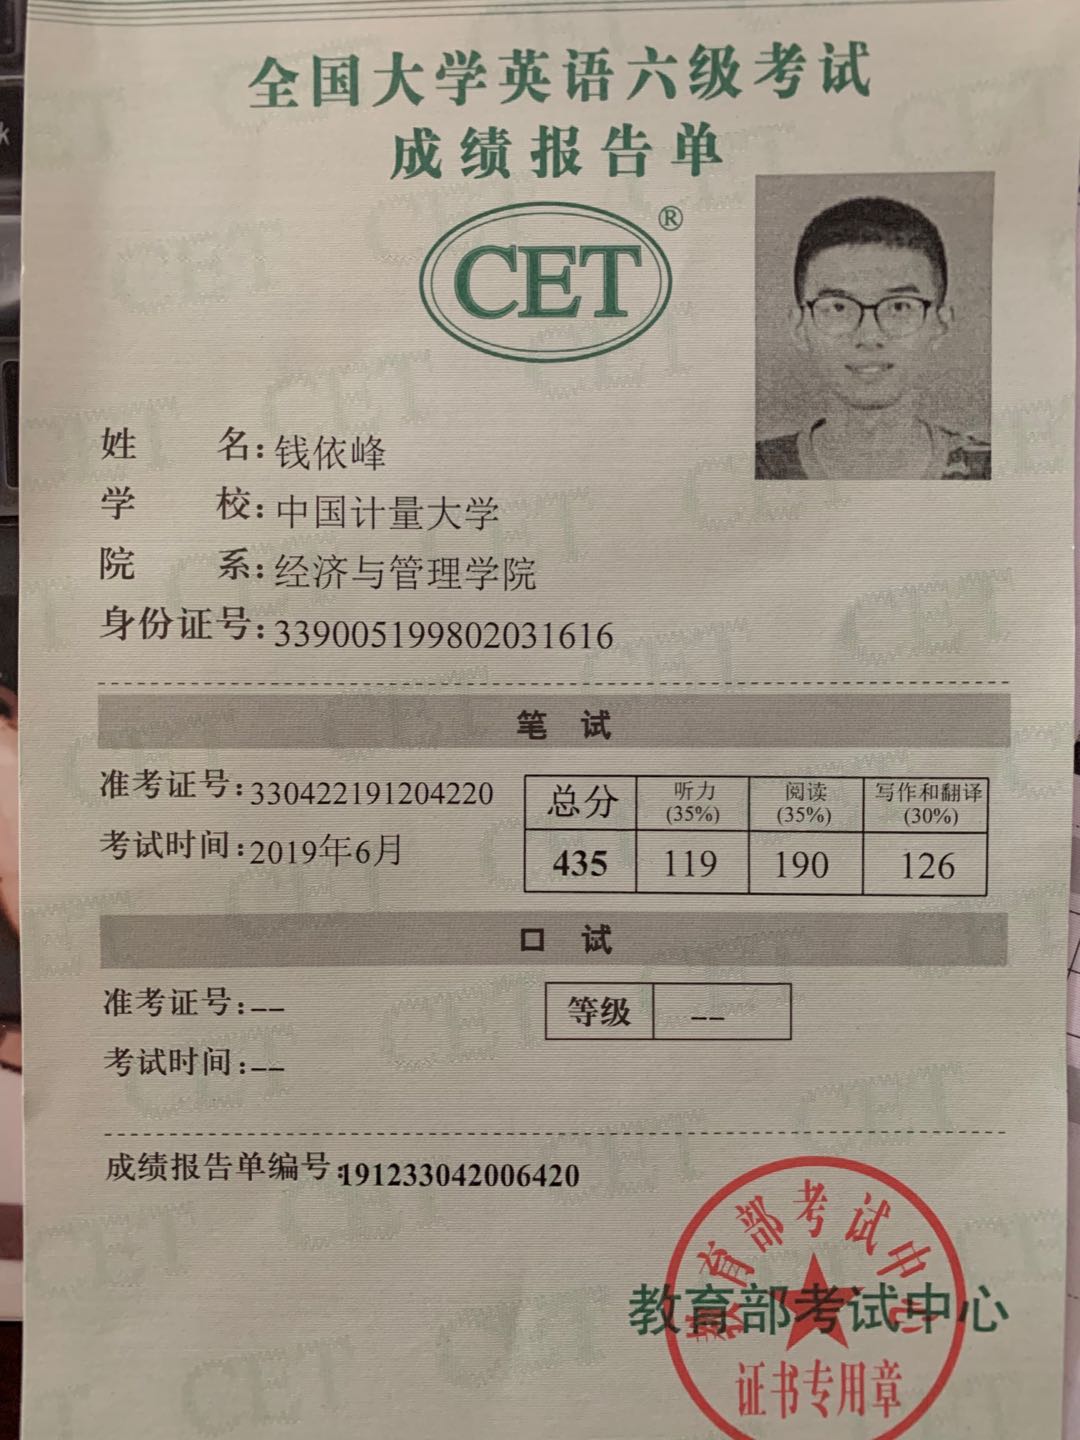 全国大学英语六级考试
成绩报告单
CET®
姓 名:钱依峰
学 校:中国计量大学
院 系:经济与管理学院
身份证号:339005199802031616
笔 试
准考证号:330422191204220
考试时间:2019年6月
总分 听力(35%) 阅读(35%) 写作和翻译(30%)
435 119 190 126
口 试
准考证号:--
等级 --
考试时间:--
成绩报告单编号:191233042006420
教育部考试中心
教育部考试中心
证书专用章